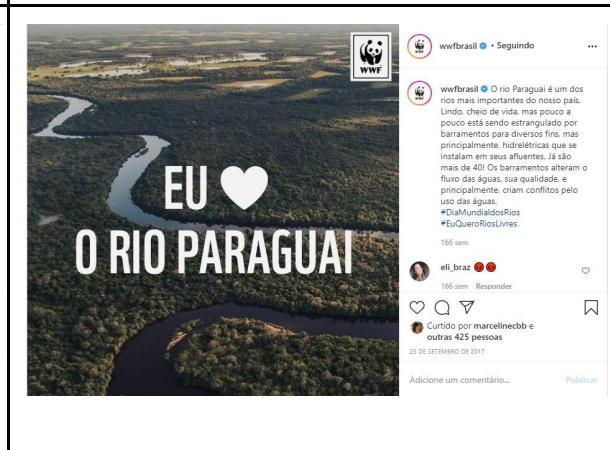 WWF
EU ♥
O RIO PARAGUAI
wwfbrasil • Seguindo
wwfbrasil O rio Paraguai é um dos
rios mais importantes do nosso país.
Lindo, cheio de vida, mas pouco a
pouco está sendo estrangulado por
barramentos para diversos fins, mas
principalmente, hidrelétricas que se
instalam em seus afluentes. Já são
mais de 40! Os barramentos alteram o
fluxo das águas, sua qualidade, e
principalmente, criam conflitos pelo
uso das águas.
#DiaMundialdosRios
#EuQueroRiosLivres
166 sem
eli_braz 😡😡
166 sem Responder
Curtido por marcelinecbb e
outras 425 pessoas
25 DE SETEMBRO DE 2017
Adicione um comentário...
Publicar